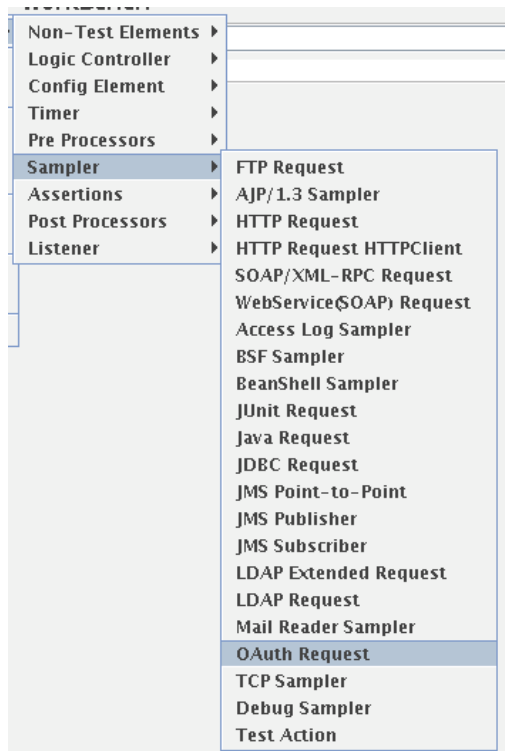 WorkBench
Non-Test Elements
Logic Controller
Config Element
Timer
Pre Processors
Sampler
Assertions
Post Processors
Listener
FTP Request
AJP/1.3 Sampler
HTTP Request
HTTP Request HTTPClient
SOAP/XML-RPC Request
WebService(SOAP) Request
Access Log Sampler
BSF Sampler
BeanShell Sampler
JUnit Request
Java Request
JDBC Request
JMS Point-to-Point
JMS Publisher
JMS Subscriber
LDAP Extended Request
LDAP Request
Mail Reader Sampler
OAuth Request
TCP Sampler
Debug Sampler
Test Action